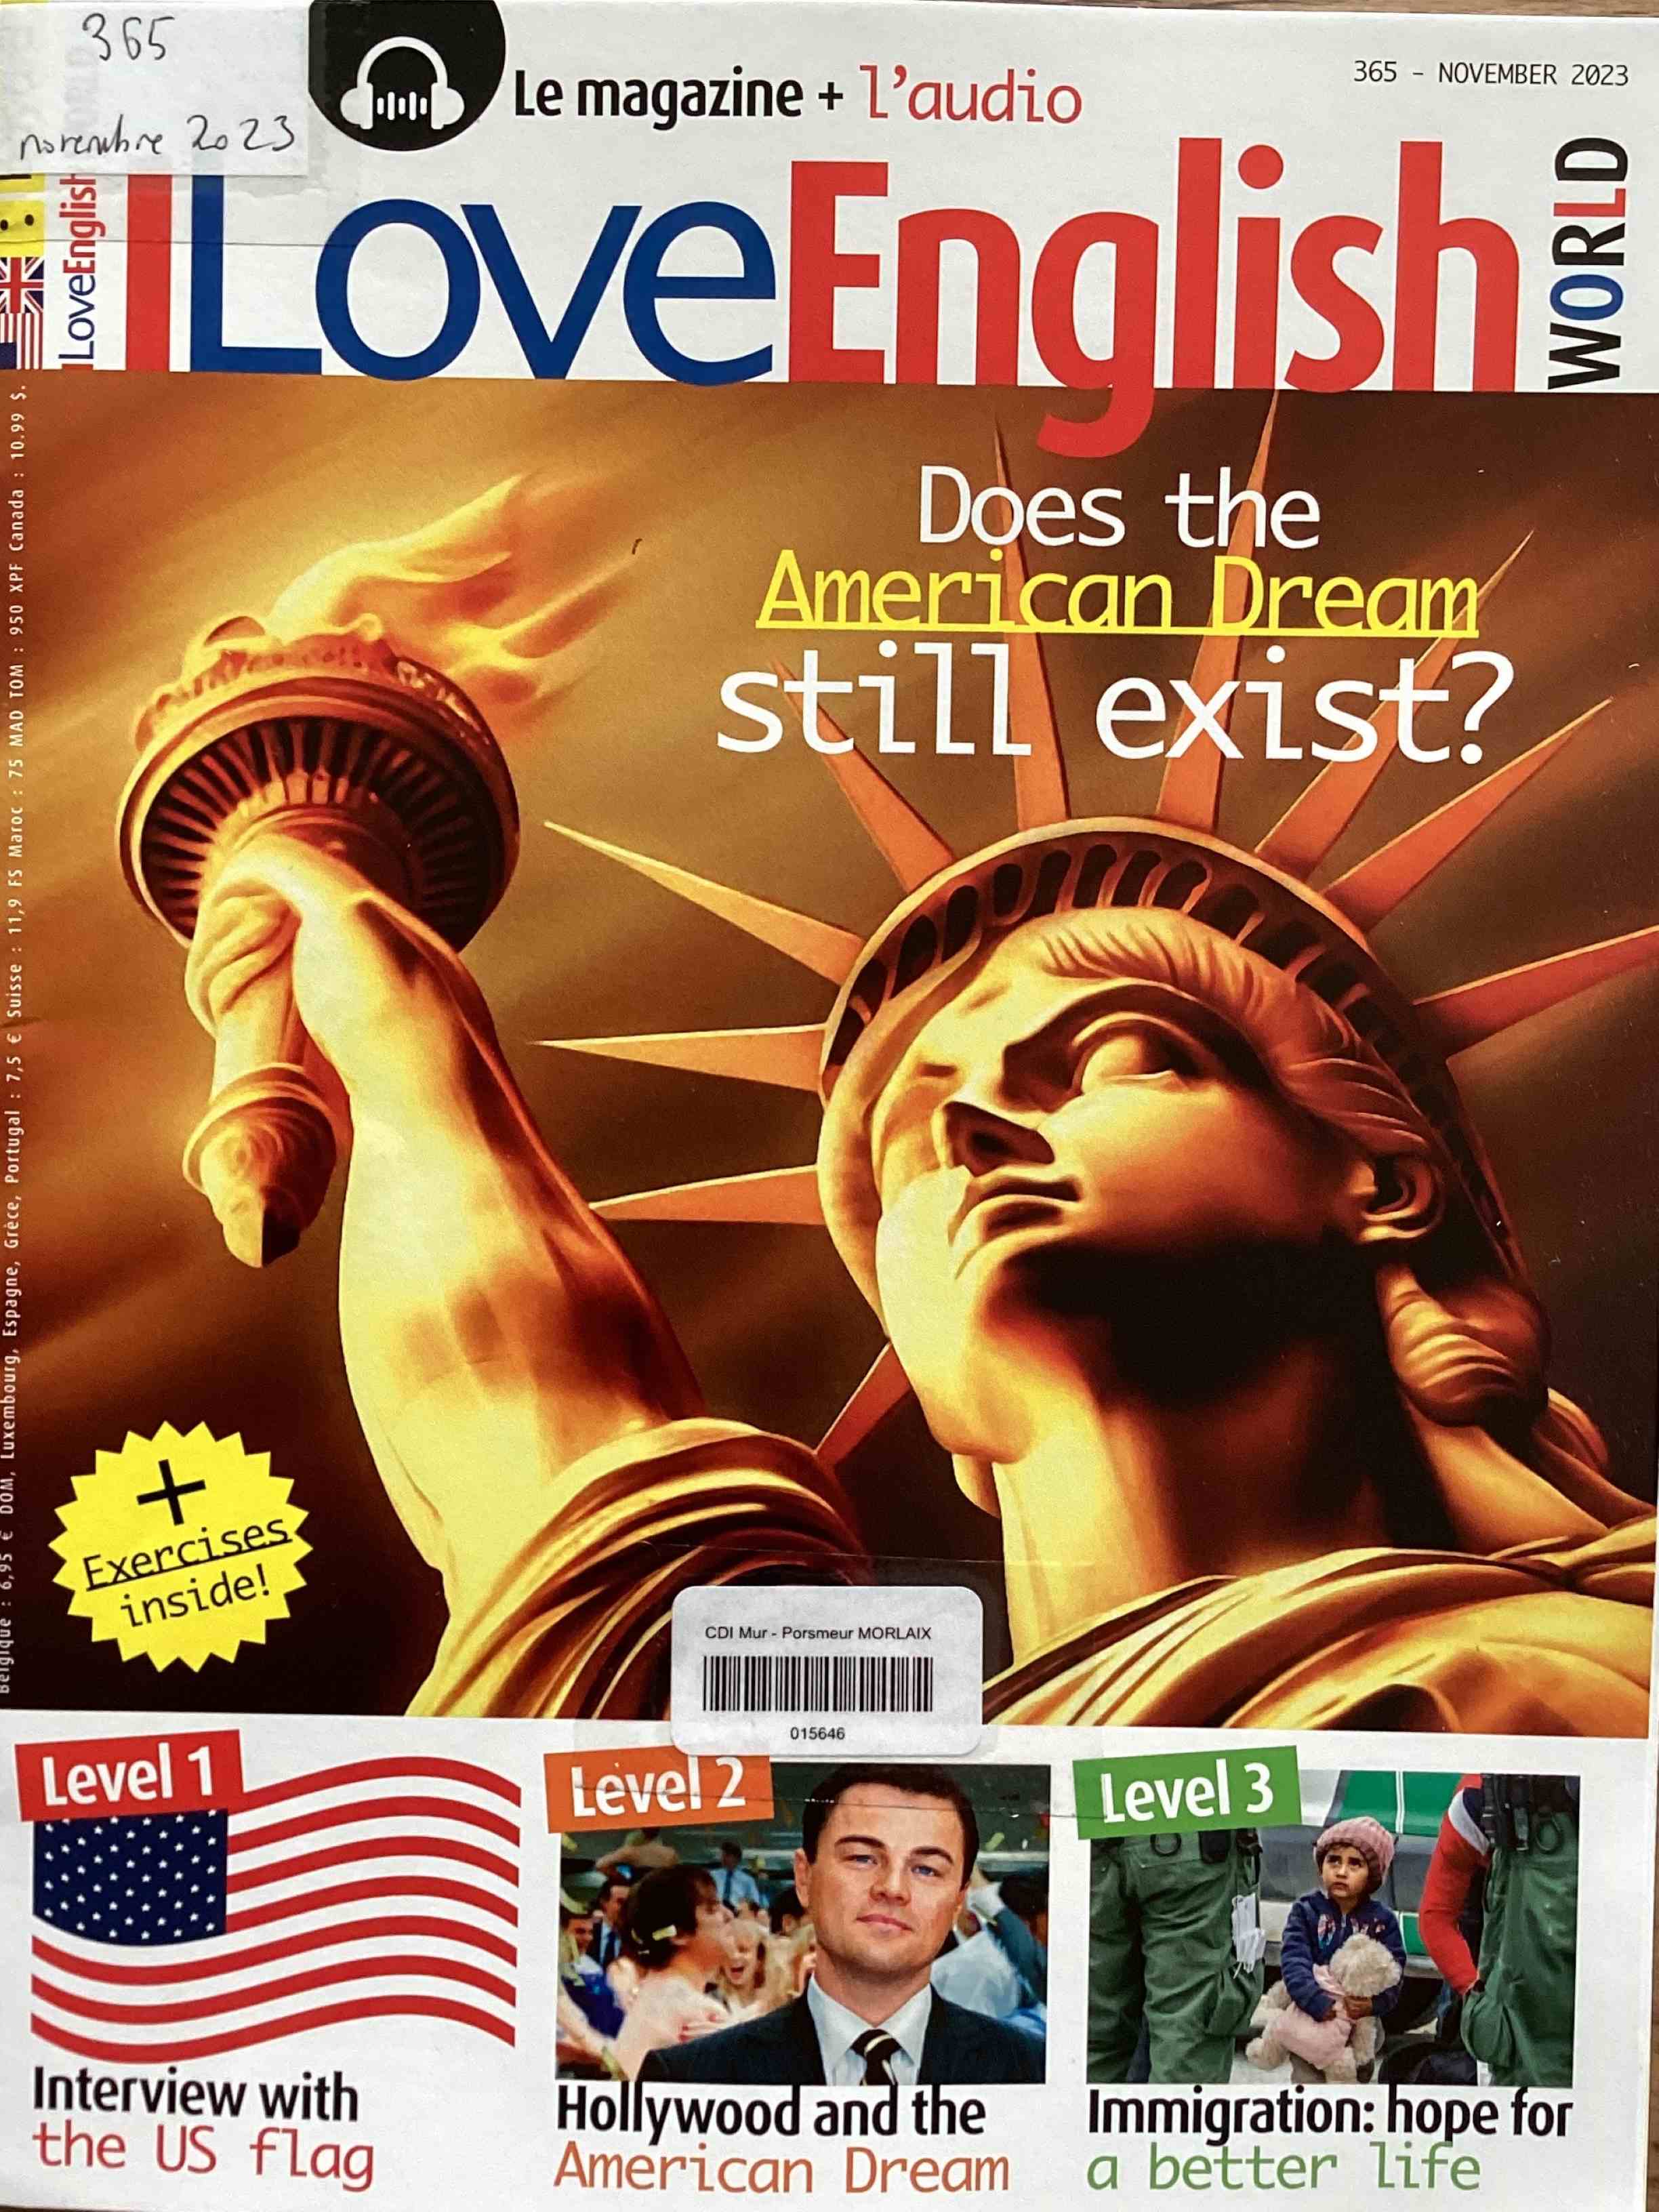 365
novembre 2023
Le magazine + l'audio
365 - NOVEMBER 2023
I Love English
WORLD
iLoveEnglish
Does the
American Dream
still exist?
Belgique : 6,95 € DOM, Luxembourg, Espagne, Grèce, Portugal : 7,5 € Suisse : 11,9 FS Maroc : 75 MAD TOM : 950 XPF Canada : 10.99 $.
+
Exercises
inside!
CDI Mur - Porsmeur MORLAIX
015646
Level 1
Interview with
the US flag
Level 2
Hollywood and the
American Dream
Level 3
Immigration: hope for
a better life